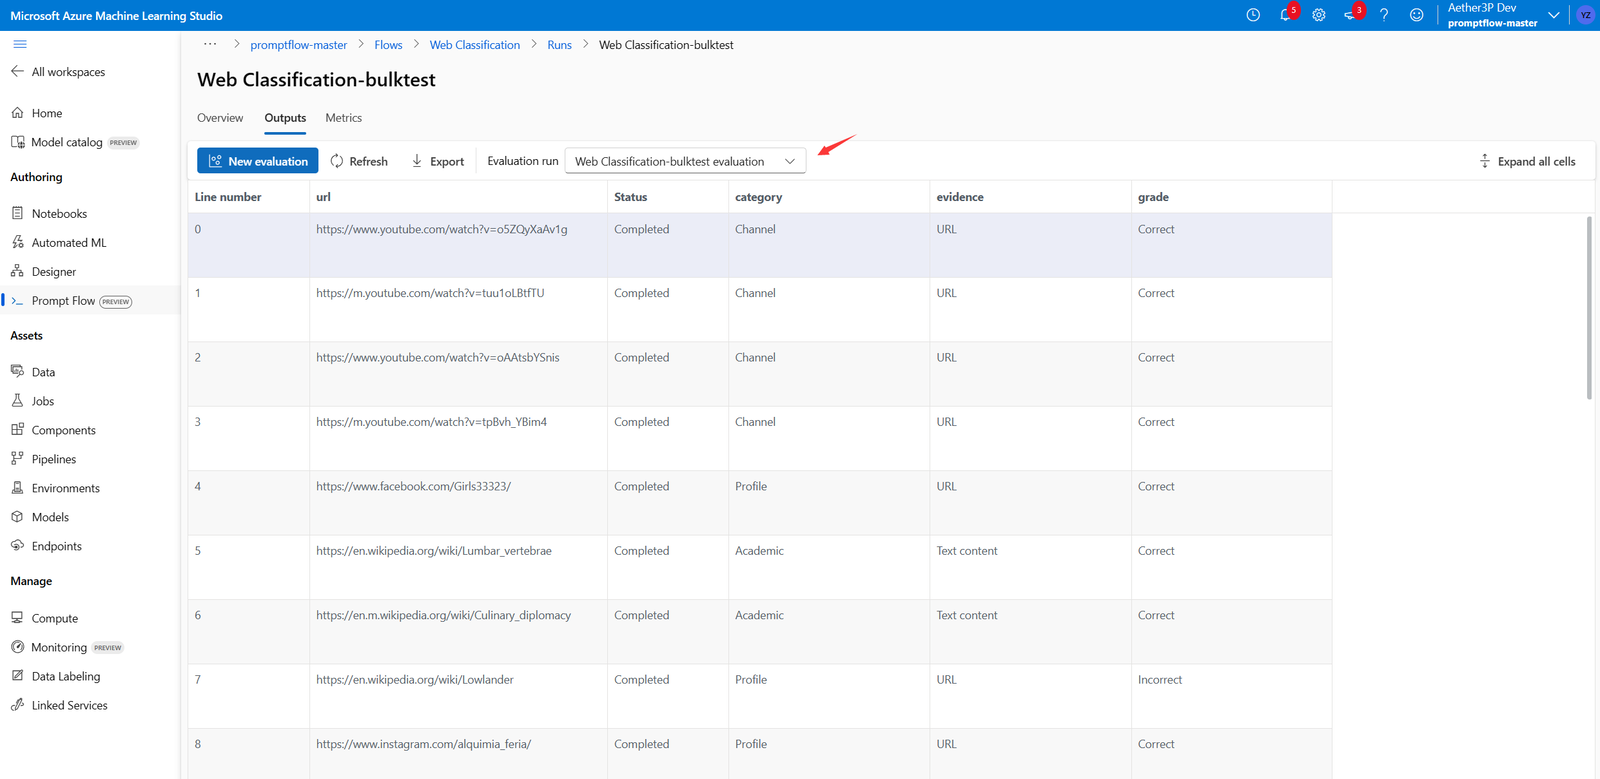 Microsoft Azure Machine Learning Studio
5
3
?
Aether3P Dev
promptflow-master
YZ
All workspaces
Home
Model catalog PREVIEW
Authoring
Notebooks
Automated ML
Designer
Prompt Flow PREVIEW
Assets
Data
Jobs
Components
Pipelines
Environments
Models
Endpoints
Manage
Compute
Monitoring PREVIEW
Data Labeling
Linked Services
... > promptflow-master > Flows > Web Classification > Runs > Web Classification-bulktest
Web Classification-bulktest
Overview Outputs Metrics
New evaluation Refresh Export Evaluation run Web Classification-bulktest evaluation Expand all cells
Line number url Status category evidence grade
0 https://www.youtube.com/watch?v=o5ZQyXaAv1g Completed Channel URL Correct
1 https://m.youtube.com/watch?v=tuu1oLBtfTU Completed Channel URL Correct
2 https://www.youtube.com/watch?v=oAAtsbYSnis Completed Channel URL Correct
3 https://m.youtube.com/watch?v=tpBvh_YBim4 Completed Channel URL Correct
4 https://www.facebook.com/Girls33323/ Completed Profile URL Correct
5 https://en.wikipedia.org/wiki/Lumbar_vertebrae Completed Academic Text content Correct
6 https://en.m.wikipedia.org/wiki/Culinary_diplomacy Completed Academic Text content Correct
7 https://en.wikipedia.org/wiki/Lowlander Completed Profile URL Incorrect
8 https://www.instagram.com/alquimia_feria/ Completed Profile URL Correct